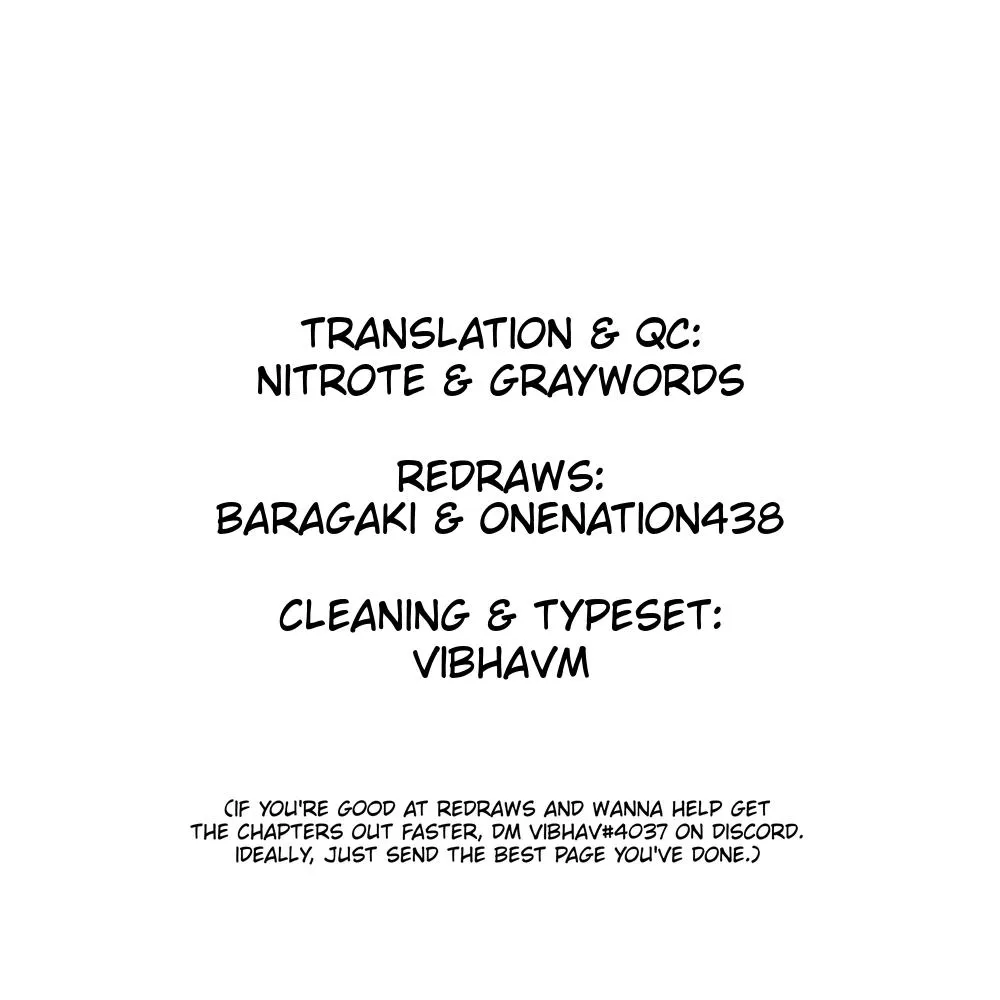 TRANSLATION & QC:
NITROTE & GRAYWORDS
REDRAWS:
BARAGAKI & ONENATION438
CLEANING & TYPESET:
VIBHAVM
(IF YOU'RE GOOD AT REDRAWS AND WANNA HELP GET
THE CHAPTERS OUT FASTER, DM VIBHAV#4037 ON DISCORD.
IDEALLY, JUST SEND THE BEST PAGE YOU'VE DONE.)